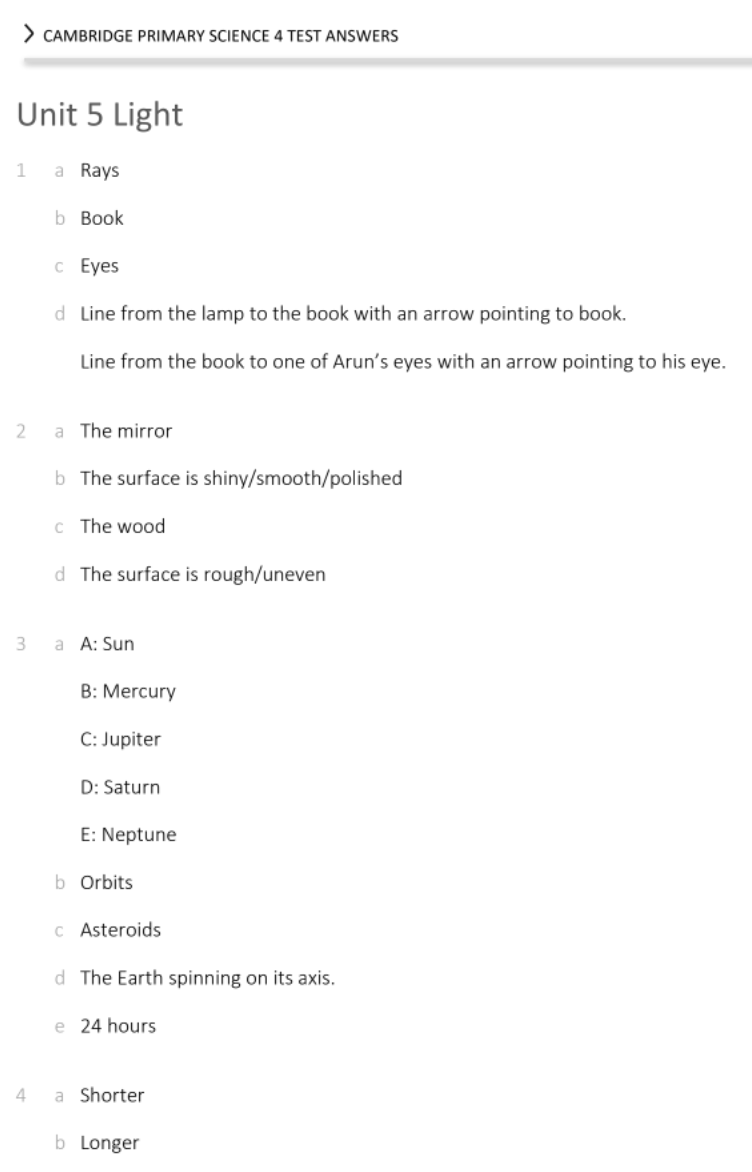 > CAMBRIDGE PRIMARY SCIENCE 4 TEST ANSWERS
Unit 5 Light
1 a Rays
b Book
c Eyes
d Line from the lamp to the book with an arrow pointing to book.
Line from the book to one of Arun’s eyes with an arrow pointing to his eye.
2 a The mirror
b The surface is shiny/smooth/polished
c The wood
d The surface is rough/uneven
3 a A: Sun
B: Mercury
C: Jupiter
D: Saturn
E: Neptune
b Orbits
c Asteroids
d The Earth spinning on its axis.
e 24 hours
4 a Shorter
b Longer